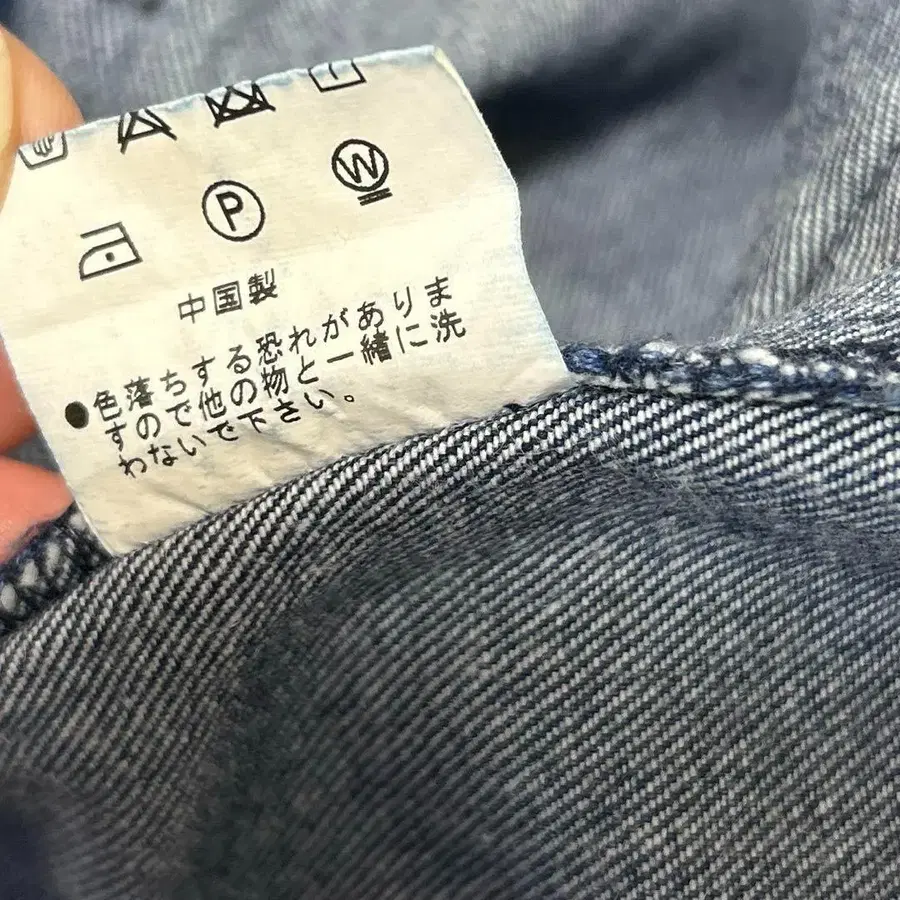 P
W
中国製
●色落ちする恐れがありま
すので他の物と一緒に洗
わないで下さい。